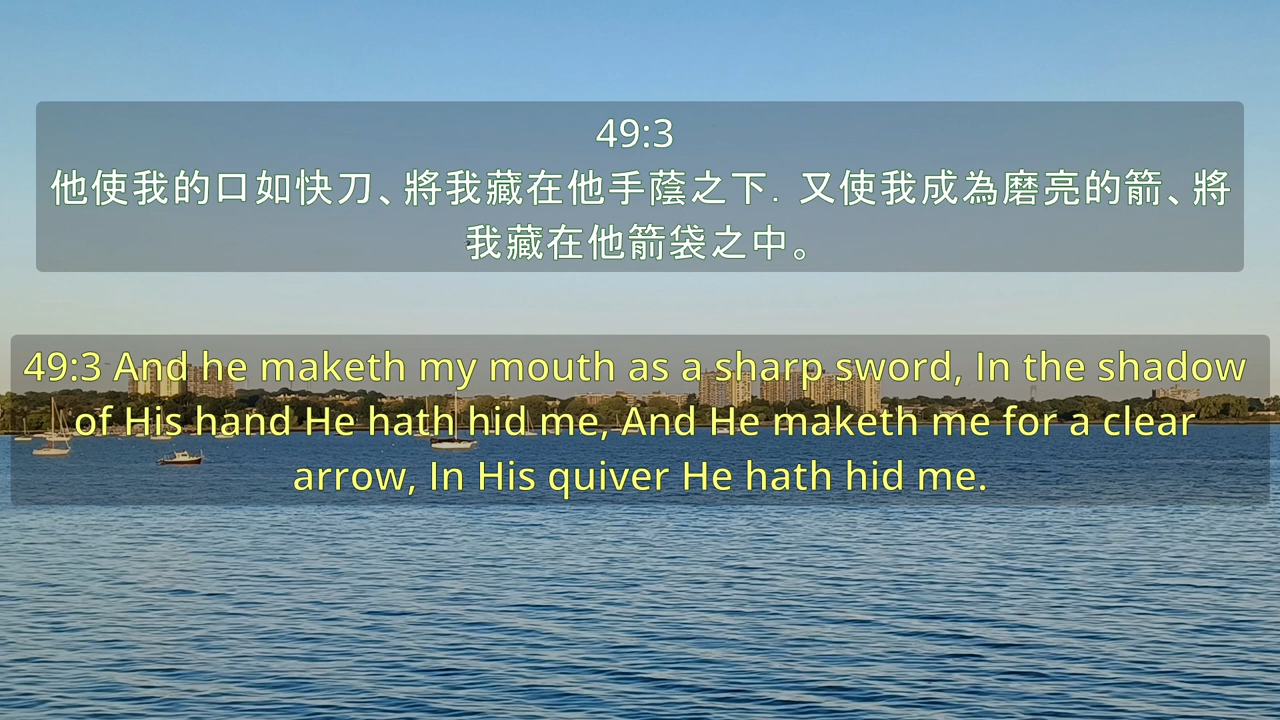 49:3
他使我的口如快刀、將我藏在他手蔭之下．又使我成為磨亮的箭、將
我藏在他箭袋之中。
49:3 And he maketh my mouth as a sharp sword, In the shadow
of His hand He hath hid me, And He maketh me for a clear
arrow, In His quiver He hath hid me.